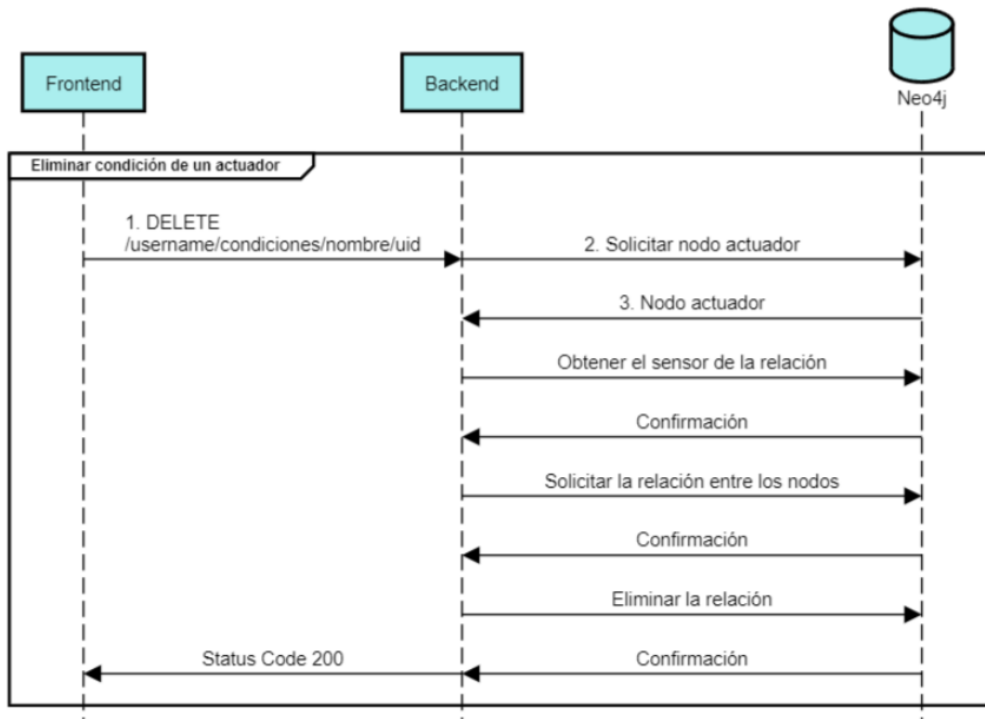 Frontend
Backend
Neo4j
Eliminar condición de un actuador
1. DELETE
/username/condiciones/nombre/uid
2. Solicitar nodo actuador
3. Nodo actuador
Obtener el sensor de la relación
Confirmación
Solicitar la relación entre los nodos
Confirmación
Eliminar la relación
Status Code 200
Confirmación